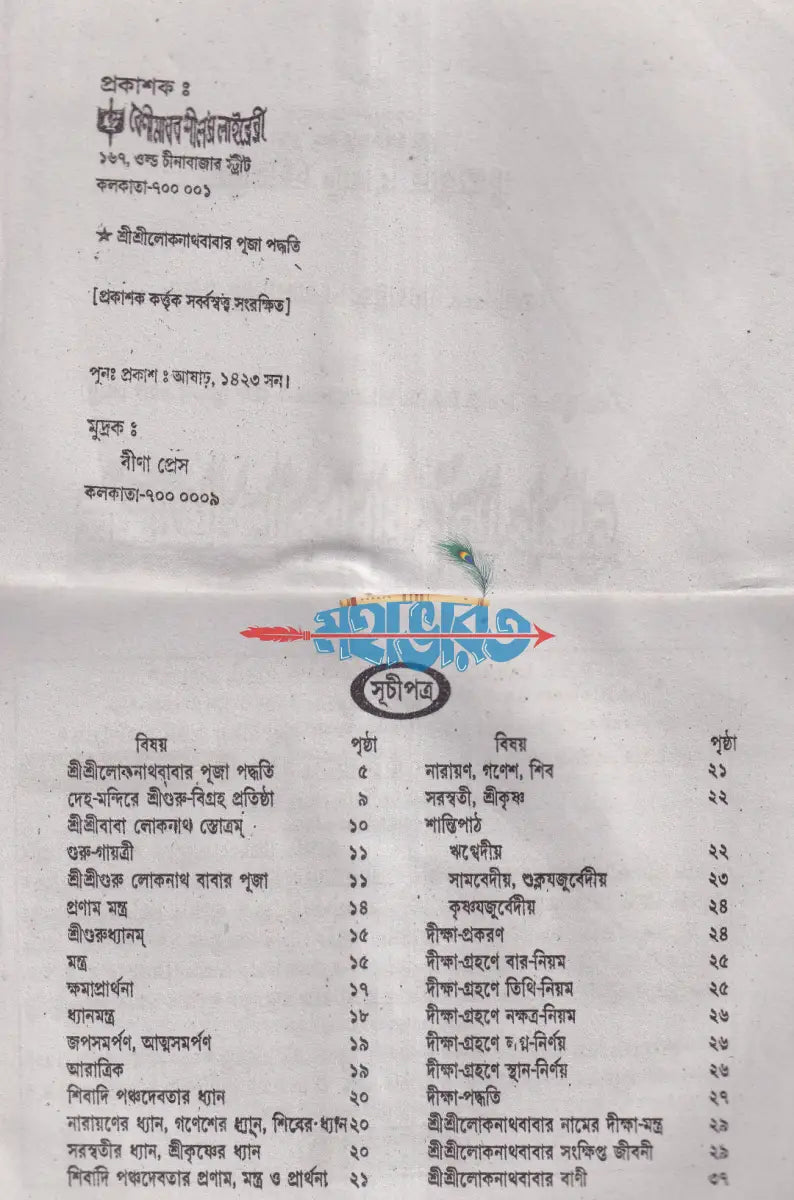 প্রকাশক :
বেণীমাধব শীলস লাইব্রেরী
১৬৭, ওল্ড চীনাবাজার স্ট্রীট
কলকাতা-৭০০ ০০১
★ শ্রীশ্রীলোকনাথবাবার পূজা পদ্ধতি
[প্রকাশক কর্ত্তৃক সর্ব্বস্বত্ব সংরক্ষিত]
পুনঃ প্রকাশ : আষাঢ়, ১৪২৩ সন।
মুদ্রক :
বীণা প্রেস
কলকাতা-৭০০ ০০০৯
মহাভারত
সূচীপত্র
বিষয় পৃষ্ঠা
শ্রীশ্রীলোকনাথবাবার পূজা পদ্ধতি ৫
দেহ-মন্দিরে শ্রীগুরু-বিগ্রহ প্রতিষ্ঠা ৯
শ্রীশ্রীবাবা লোকনাথ স্তোত্রম্ ১০
গুরু-গায়ত্রী ১১
শ্রীশ্রীগুরু লোকনাথ বাবার পূজা ১১
প্রণাম মন্ত্র ১৪
শ্রীগুরুধ্যানম্ ১৫
মন্ত্র ১৫
ক্ষমাপ্রার্থনা ১৭
ধ্যানমন্ত্র ১৮
জপসমর্পণ, আত্মসমর্পণ ১৯
আরাত্রিক ১৯
শিবাদি পঞ্চদেবতার ধ্যান ২০
নারায়ণের ধ্যান, গণেশের ধ্যান, শিবের ধ্যান ২০
সরস্বতীর ধ্যান, শ্রীকৃষ্ণের ধ্যান ২০
শিবাদি পঞ্চদেবতার প্রণাম, মন্ত্র ও প্রার্থনা ২১
বিষয় পৃষ্ঠা
নারায়ণ, গণেশ, শিব ২১
সরস্বতী, শ্রীকৃষ্ণ ২২
শান্তিপাঠ
ঋগ্বেদীয় ২২
সামবেদীয়, শুক্লযজুর্বেদীয় ২৩
কৃষ্ণযজুর্বেদীয় ২৪
দীক্ষা-প্রকরণ ২৪
দীক্ষা-গ্রহণে বার-নিয়ম ২৫
দীক্ষা-গ্রহণে তিথি-নিয়ম ২৫
দীক্ষা-গ্রহণে নক্ষত্র-নিয়ম ২৬
দীক্ষা-গ্রহণে নির্ণয় ২৬
দীক্ষা-গ্রহণে স্থান-নির্ণয় ২৬
দীক্ষা-পদ্ধতি ২৭
শ্রীশ্রীলোকনাথবাবার নামের দীক্ষা-মন্ত্র ২৯
শ্রীশ্রীলোকনাথবাবার সংক্ষিপ্ত জীবনী ২৯
শ্রীশ্রীলোকনাথবাবার বাণী ৩৭